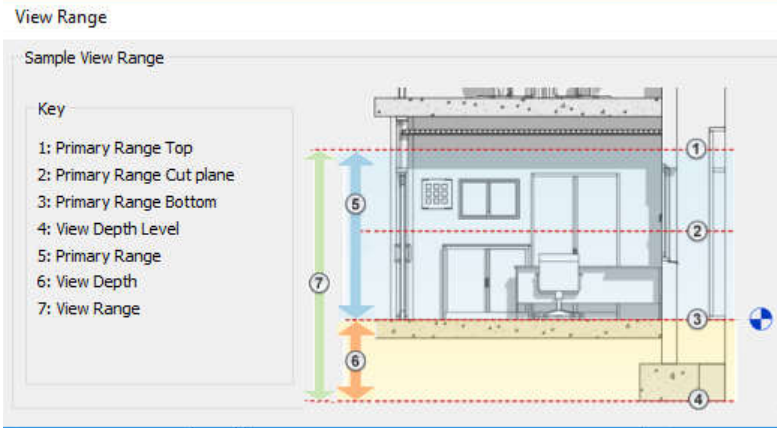 View Range
Sample View Range
Key
1: Primary Range Top
2: Primary Range Cut plane
3: Primary Range Bottom
4: View Depth Level
5: Primary Range
6: View Depth
7: View Range
1
5
2
7
3
6
4